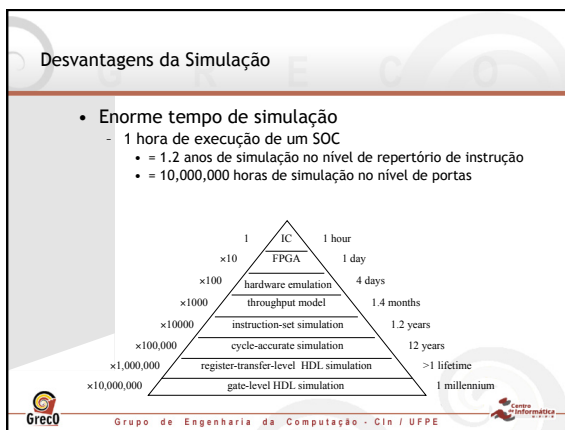 Desvantagens da Simulação
G R E C O
• Enorme tempo de simulação
- 1 hora de execução de um SOC
• = 1.2 anos de simulação no nível de repertório de instrução
• = 10,000,000 horas de simulação no nível de portas
1 IC 1 hour
×10 FPGA 1 day
×100 hardware emulation 4 days
×1000 throughput model 1.4 months
×10000 instruction-set simulation 1.2 years
×100,000 cycle-accurate simulation 12 years
×1,000,000 register-transfer-level HDL simulation >1 lifetime
×10,000,000 gate-level HDL simulation 1 millennium
GrecO
Grupo de Engenharia da Computação - CIn / UFPE
Centro de Informática
UFPE